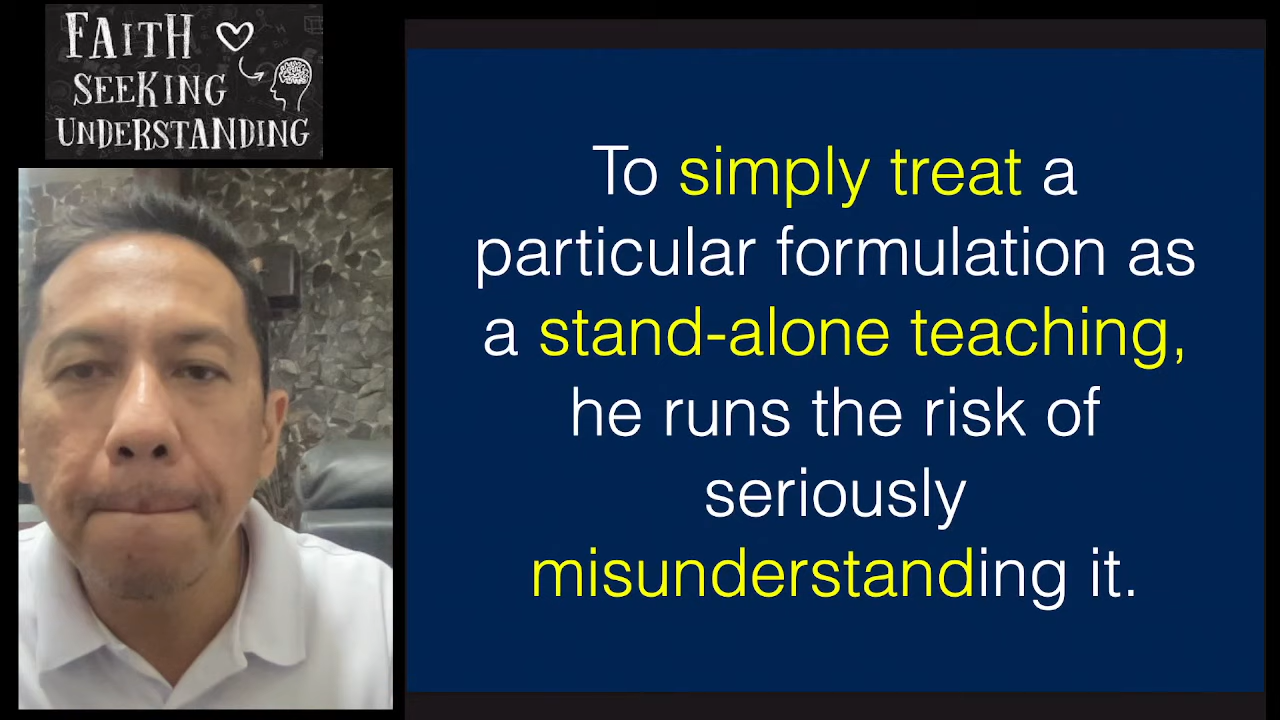 FAITH
SEEKING
UNDERSTANDING
To simply treat a
particular formulation as
a stand-alone teaching,
he runs the risk of
seriously
misunderstanding it.